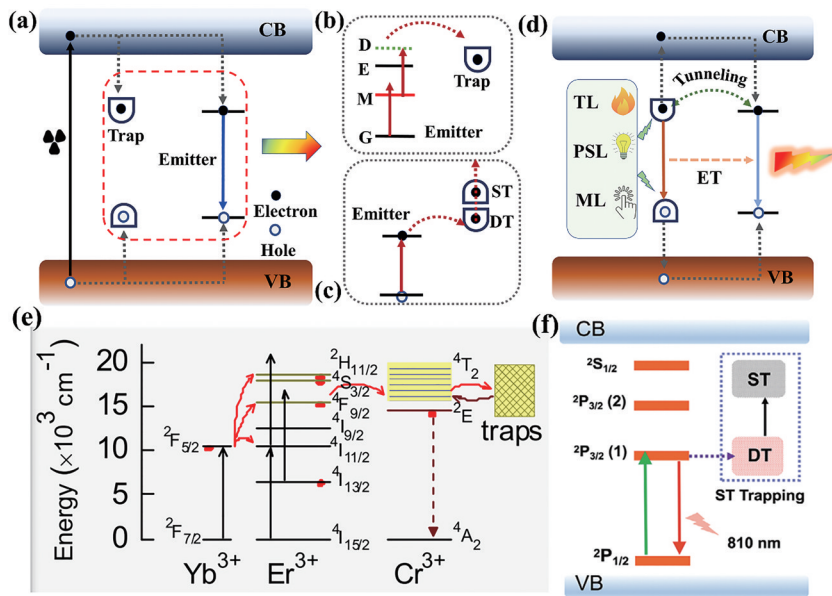 (a)
CB
Trap
Emitter
Electron
Hole
VB
(b)
D
E
M
G
Trap
Emitter
Emitter
ST
DT
(c)
(d)
CB
Tunneling
TL
PSL
ML
ET
VB
(e)
Energy (×10³ cm⁻¹)
20
15
10
5
0
²F₅/₂
²F₇/₂
Yb³⁺
²H₁₁/₂
⁴S₃/₂
⁴F₉/₂
⁴I₉/₂
⁴I₁₁/₂
⁴I₁₃/₂
⁴I₁₅/₂
Er³⁺
⁴T₂
²E
⁴A₂
Cr³⁺
traps
(f)
CB
²S₁/₂
²P₃/₂ (2)
²P₃/₂ (1)
²P₁/₂
ST
DT
ST Trapping
810 nm
VB